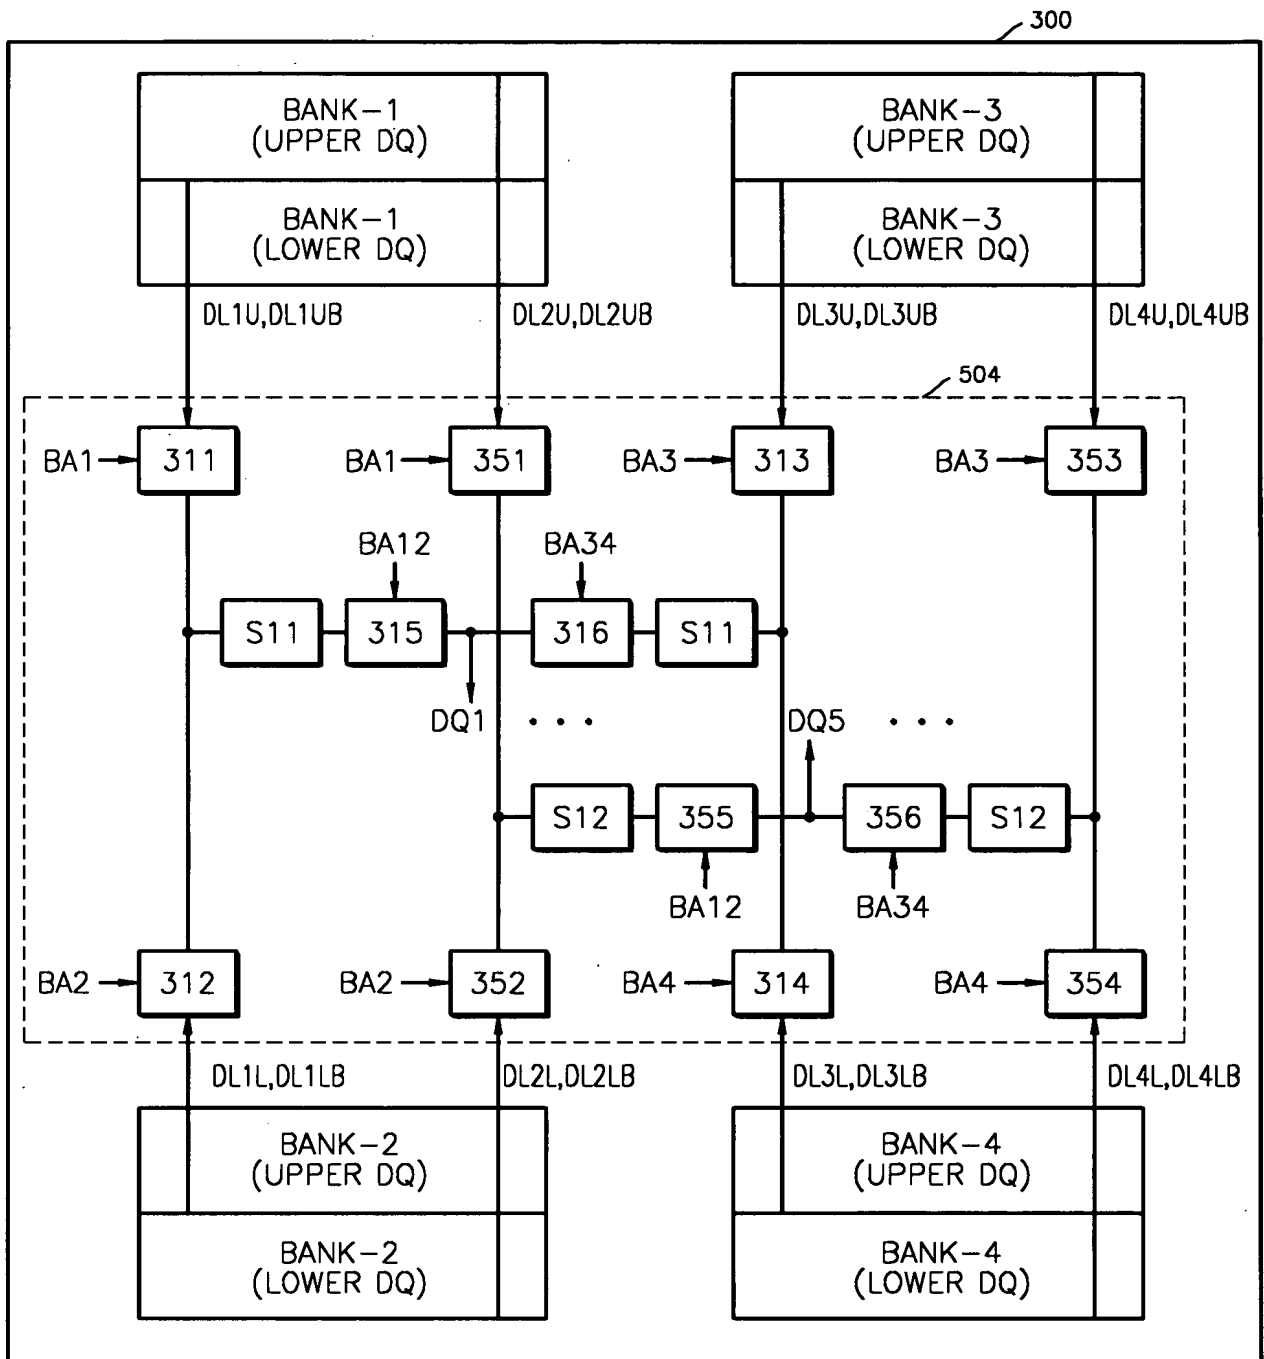 300
BANK-1
(UPPER DQ)
BANK-3
(UPPER DQ)
BANK-1
(LOWER DQ)
BANK-3
(LOWER DQ)
DL1U,DL1UB
DL2U,DL2UB
DL3U,DL3UB
DL4U,DL4UB
504
BA1
311
BA1
351
BA3
313
BA3
353
BA12
BA34
S11
315
316
S11
DQ1
. . .
DQ5
. . .
S12
355
356
S12
BA12
BA34
BA2
312
BA2
352
BA4
314
BA4
354
DL1L,DL1LB
DL2L,DL2LB
DL3L,DL3LB
DL4L,DL4LB
BANK-2
(UPPER DQ)
BANK-4
(UPPER DQ)
BANK-2
(LOWER DQ)
BANK-4
(LOWER DQ)